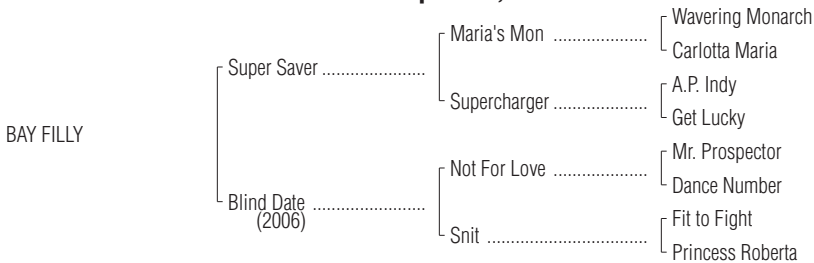 Wavering Monarch
Maria's Mon ....................
Carlotta Maria
Super Saver ......................
A.P. Indy
Supercharger ....................
Get Lucky
BAY FILLY
Mr. Prospector
Not For Love ....................
Dance Number
Blind Date ........................
(2006)
Fit to Fight
Snit ..................................
Princess Roberta